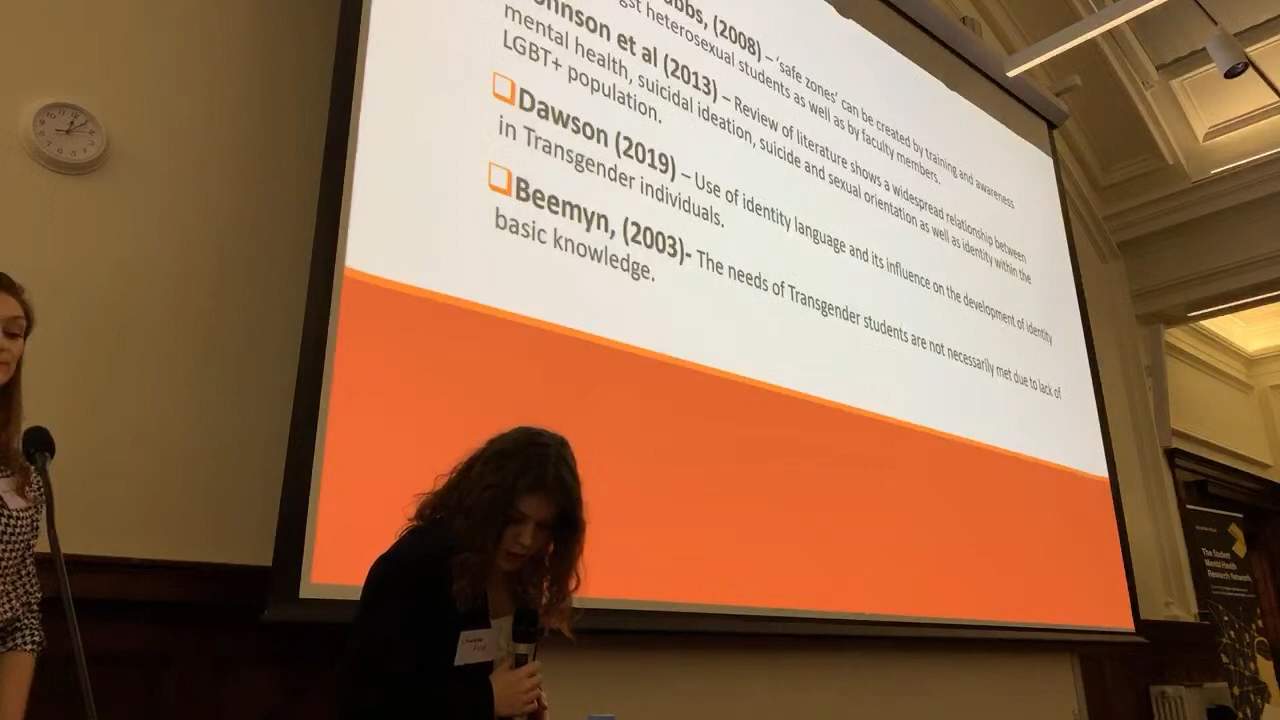 bbs, (2008) – 'safe zones' can be created by training and awareness
gst heterosexual students as well as by faculty members.
ohnson et al (2013) – Review of literature shows a widespread relationship between
mental health, suicidal ideation, suicide and sexual orientation as well as identity within the
LGBT+ population.
Dawson (2019) – Use of identity language and its influence on the development of identity
in Transgender individuals.
Beemyn, (2003)- The needs of Transgender students are not necessarily met due to lack of
basic knowledge.
The Student
Mental Health
Research Network